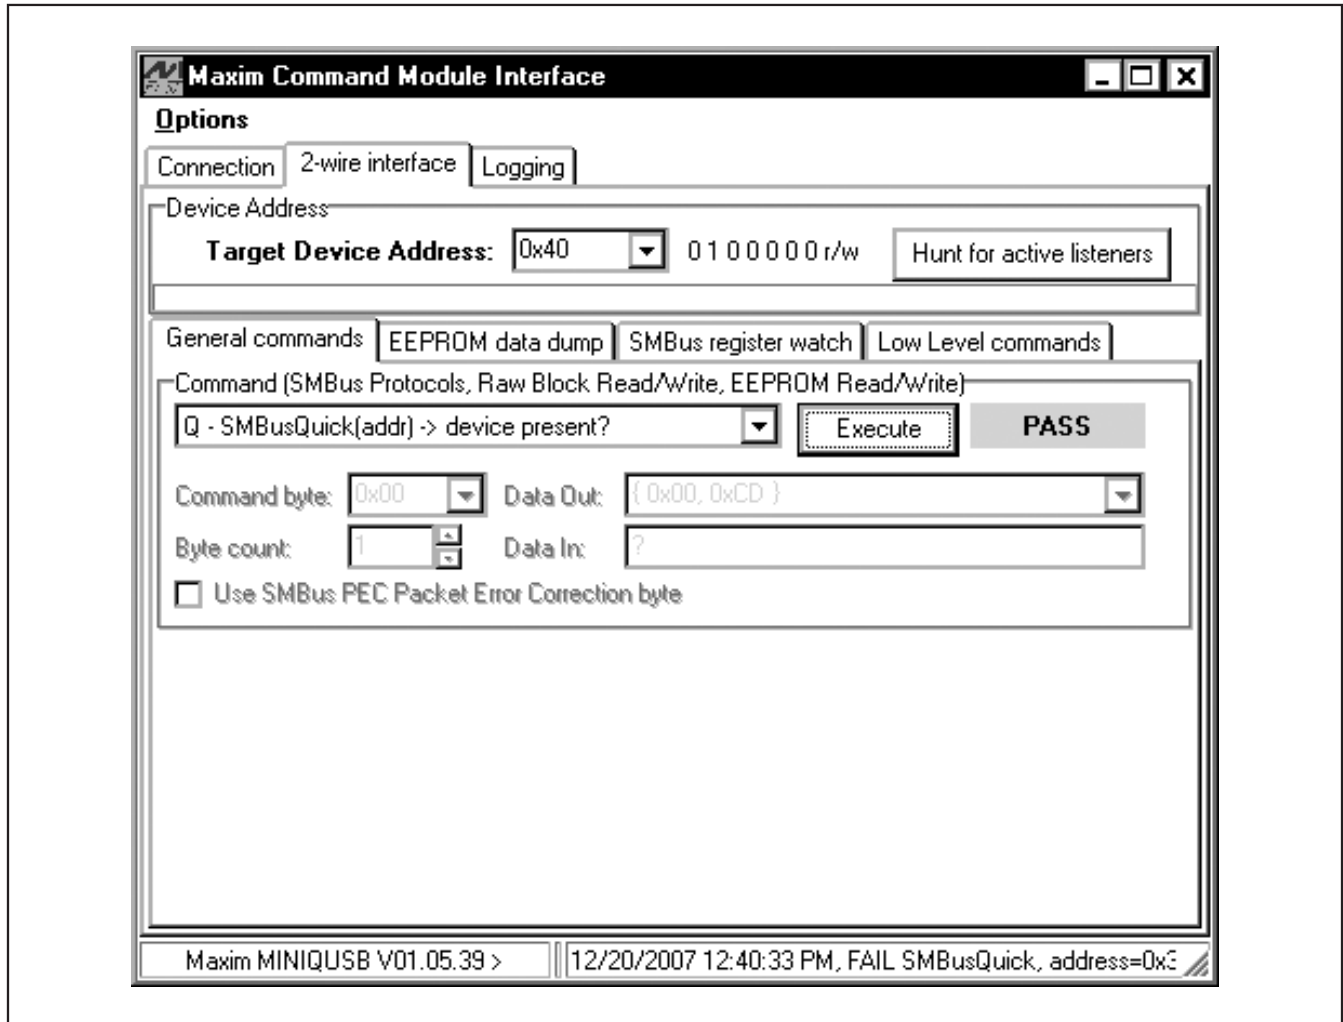 Maxim Command Module Interface
Options
Connection 2-wire interface Logging
Device Address
Target Device Address: 0x40 0 1 0 0 0 0 0 r/w Hunt for active listeners
General commands EEPROM data dump SMBus register watch Low Level commands
Command (SMBus Protocols, Raw Block Read/Write, EEPROM Read/Write)
Q - SMBusQuick(addr) -> device present? Execute PASS
Command byte: 0x00 Data Out: { 0x00, 0xCD }
Byte count: 1 Data In: ?
Use SMBus PEC Packet Error Correction byte
Maxim MINIQUSB V01.05.39 > 12/20/2007 12:40:33 PM, FAIL SMBusQuick, address=0x3